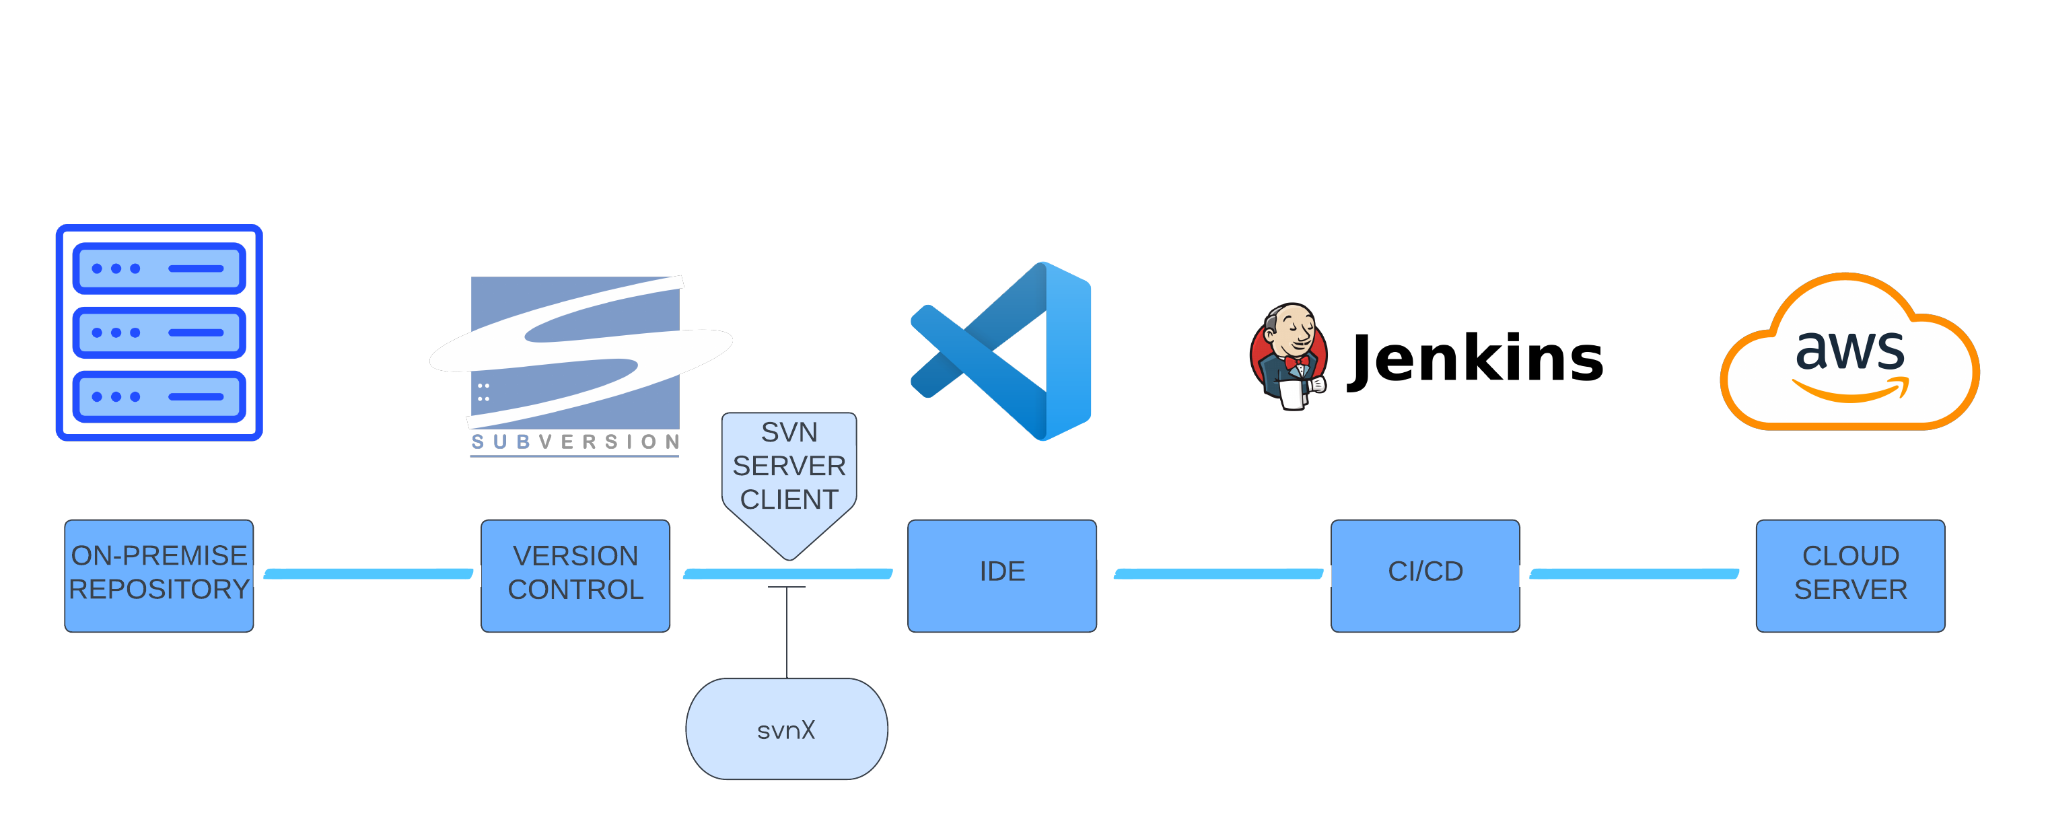 SUBVERSION
Jenkins
aws
SVN
SERVER
CLIENT
ON-PREMISE
REPOSITORY
VERSION
CONTROL
IDE
CI/CD
CLOUD
SERVER
svnX